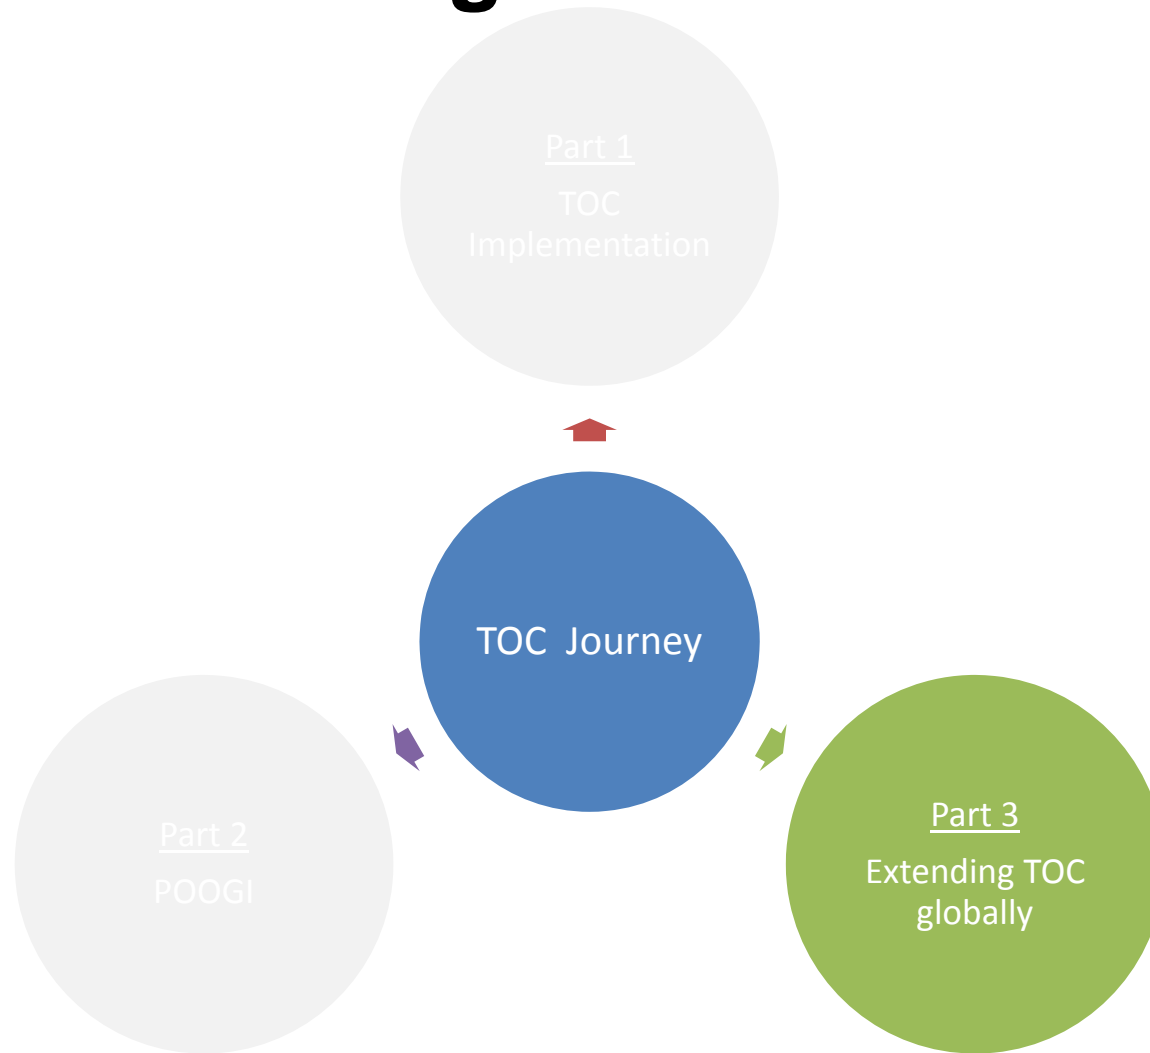 Part 1
TOC
Implementation
TOC Journey
Part 2
POOGI
Part 3
Extending TOC
globally